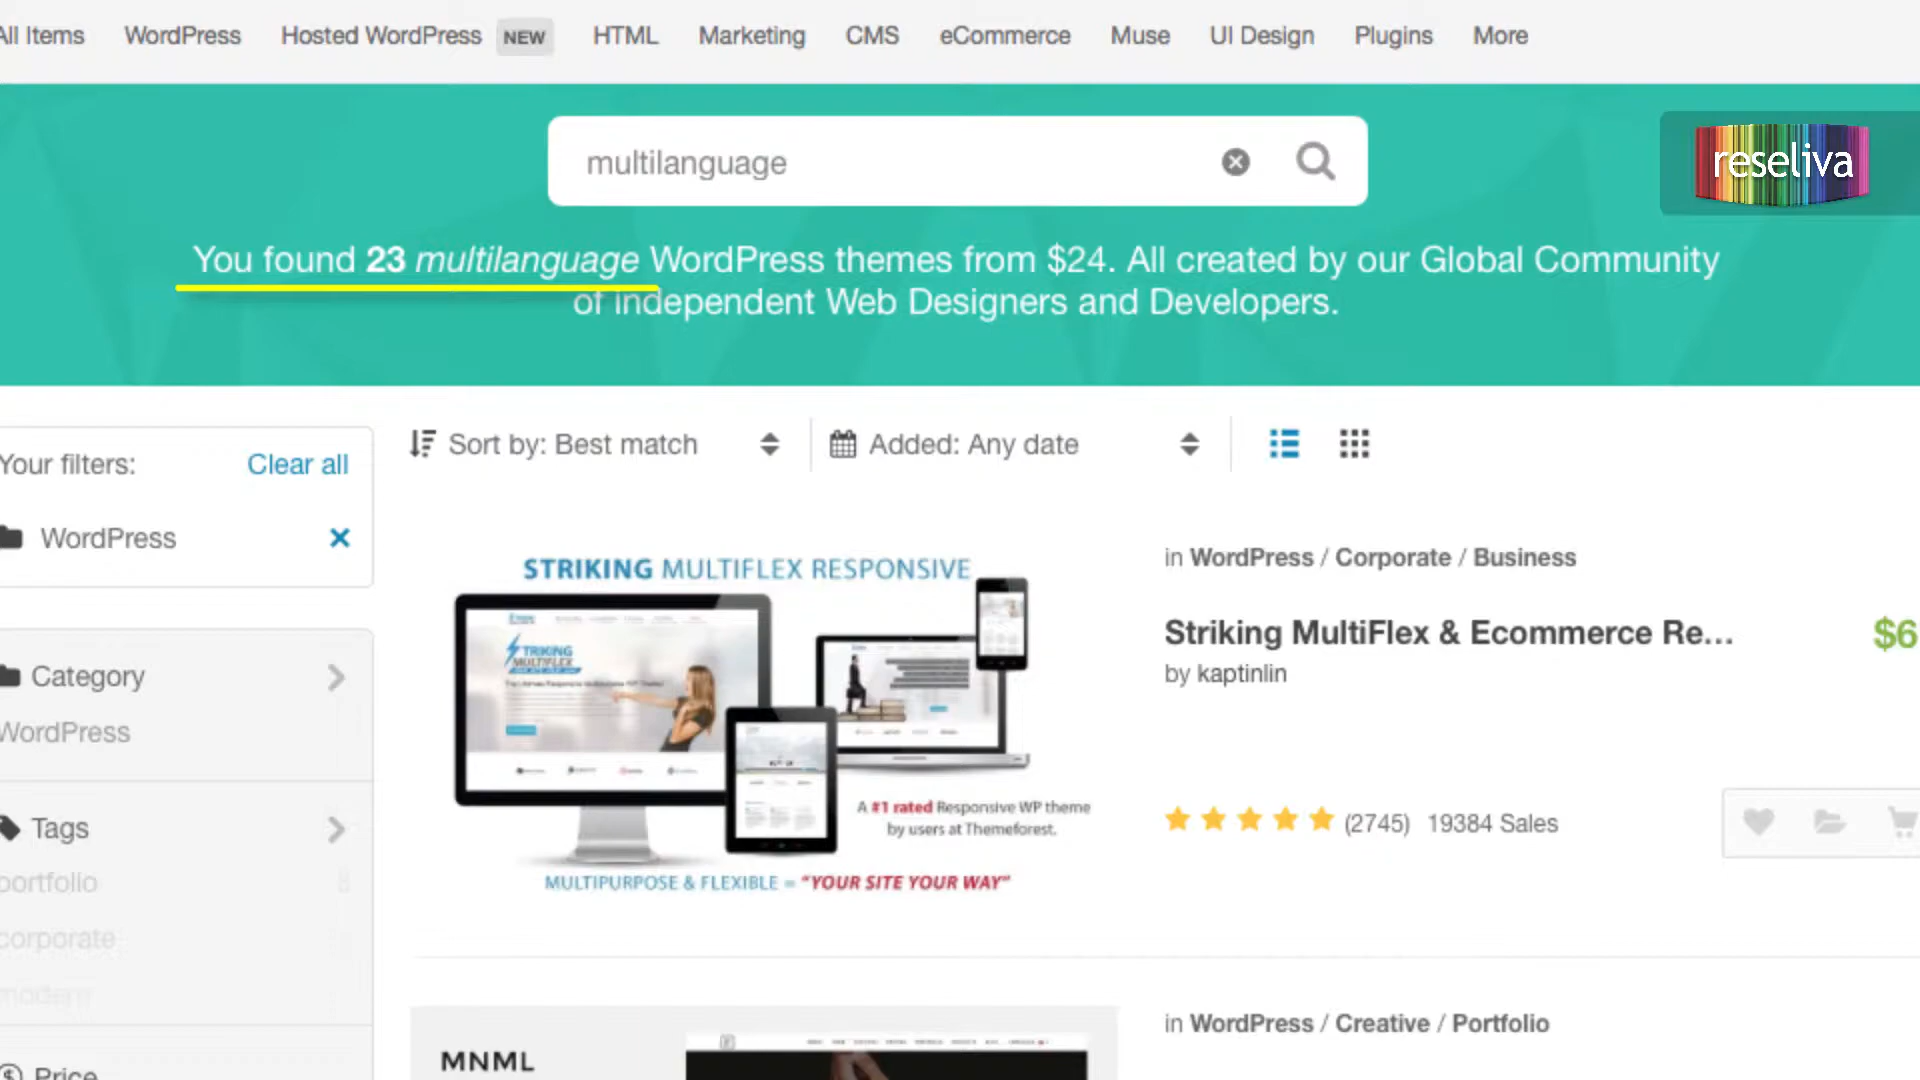 All Items WordPress Hosted WordPress NEW HTML Marketing CMS eCommerce Muse UI Design Plugins More
multilanguage
reseliva
You found 23 multilanguage WordPress themes from $24. All created by our Global Community
of Independent Web Designers and Developers.
Your filters: Clear all
Sort by: Best match Added: Any date
WordPress
Category
WordPress
Tags
portfolio 8
corporate
modern
Price
STRIKING MULTIFLEX RESPONSIVE
STRIKING
MULTIFLEX
A #1 rated Responsive WP theme
by users at Themeforest.
MULTIPURPOSE & FLEXIBLE = "YOUR SITE YOUR WAY"
in WordPress / Corporate / Business
Striking MultiFlex & Ecommerce Re... $6
by kaptinlin
(2745) 19384 Sales
in WordPress / Creative / Portfolio
MNML